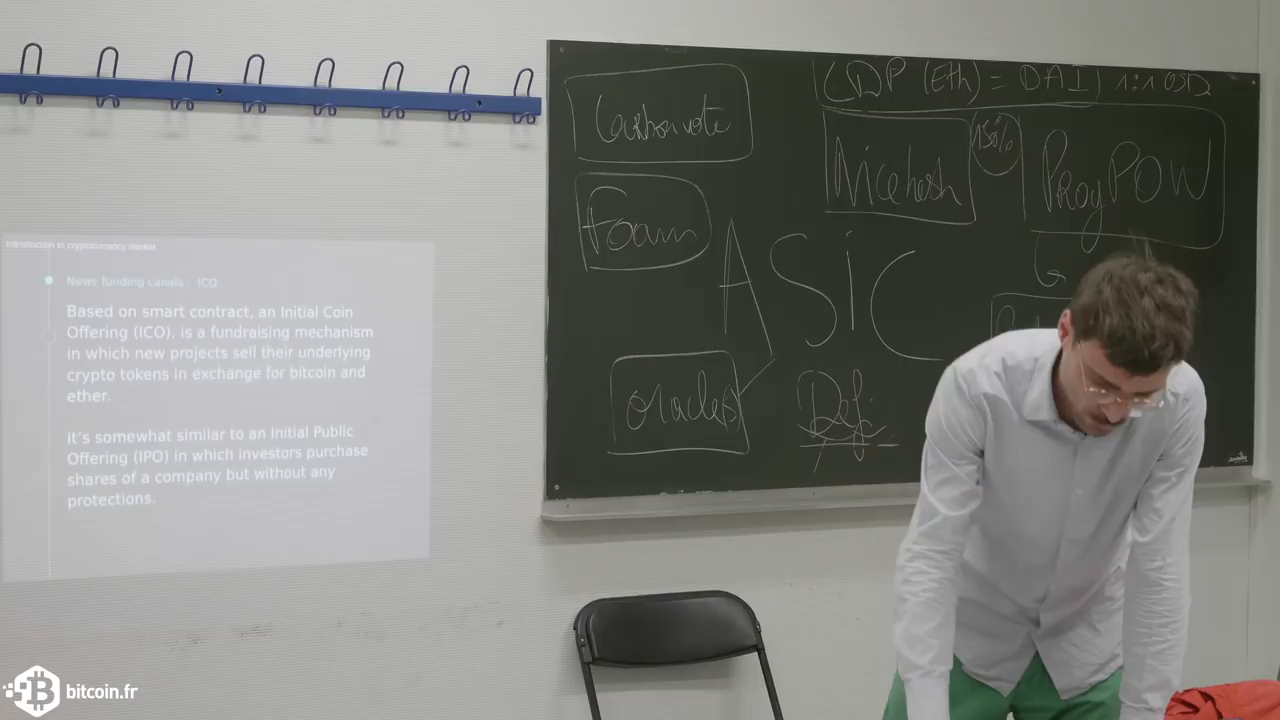 Introduction to cryptocurrency market
News funding canals : ICO
Based on smart contract, an Initial Coin
Offering (ICO), is a fundraising mechanism
in which new projects sell their underlying
crypto tokens in exchange for bitcoin and
ether.
It's somewhat similar to an Initial Public
Offering (IPO) in which investors purchase
shares of a company but without any
protections.
CDP (Eth) = DAI) 1:1 USD
Carbonvote
Nicehash
150%
ProgPOW
Foam
ASIC
Oracle(s)
Defi
bitcoin.fr